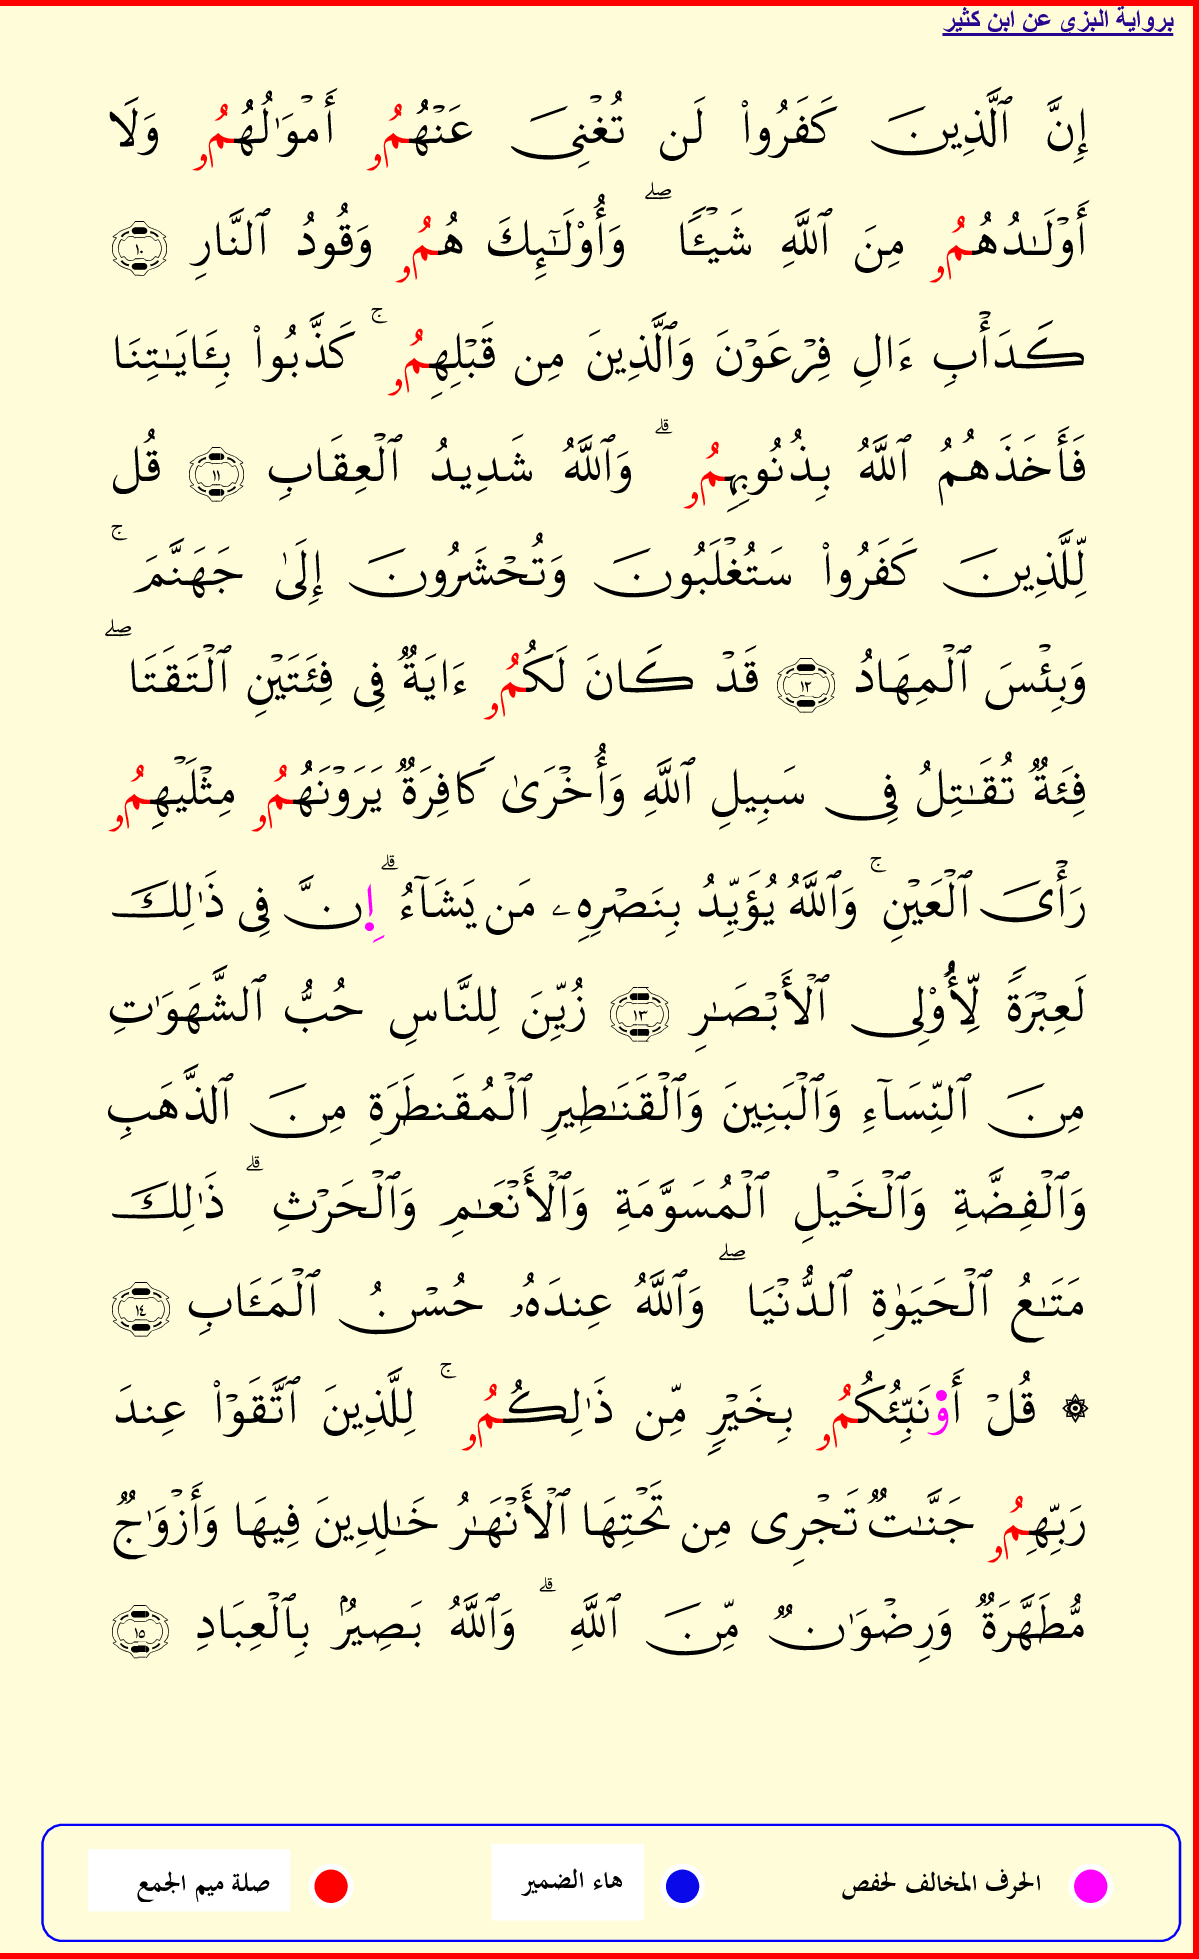 برواية البزى عن ابن كثير
إِنَّ ٱلَّذِينَ كَفَرُوا۟ لَن تُغْنِىَ عَنْهُمُۥ أَمْوَٰلُهُمُۥ وَلَا
أَوْلَـٰدُهُمُۥ مِنَ ٱللَّهِ شَيْـًٔا ۖ وَأُو۟لَـٰٓئِكَ هُمُۥ وَقُودُ ٱلنَّارِ ١٠
كَدَأْبِ ءَالِ فِرْعَوْنَ وَٱلَّذِينَ مِن قَبْلِهِمُۥ ۚ كَذَّبُوا۟ بِـَٔايَـٰتِنَا
فَأَخَذَهُمُ ٱللَّهُ بِذُنُوبِهِمُۥ ۗ وَٱللَّهُ شَدِيدُ ٱلْعِقَابِ ١١ قُل
لِّلَّذِينَ كَفَرُوا۟ سَتُغْلَبُونَ وَتُحْشَرُونَ إِلَىٰ جَهَنَّمَ ۚ
وَبِئْسَ ٱلْمِهَادُ ١٢ قَدْ كَانَ لَكُمُۥ ءَايَةٌ فِى فِئَتَيْنِ ٱلْتَقَتَا ۖ
فِئَةٌ تُقَـٰتِلُ فِى سَبِيلِ ٱللَّهِ وَأُخْرَىٰ كَافِرَةٌ يَرَوْنَهُمُۥ مِثْلَيْهِمُۥ
رَأْىَ ٱلْعَيْنِ ۚ وَٱللَّهُ يُؤَيِّدُ بِنَصْرِهِۦ مَن يَشَآءُ ۗ اِ۪نَّ فِى ذَٰلِكَ
لَعِبْرَةً لِّأُو۟لِى ٱلْأَبْصَـٰرِ ١٣ زُيِّنَ لِلنَّاسِ حُبُّ ٱلشَّهَوَٰتِ
مِنَ ٱلنِّسَآءِ وَٱلْبَنِينَ وَٱلْقَنَـٰطِيرِ ٱلْمُقَنطَرَةِ مِنَ ٱلذَّهَبِ
وَٱلْفِضَّةِ وَٱلْخَيْلِ ٱلْمُسَوَّمَةِ وَٱلْأَنْعَـٰمِ وَٱلْحَرْثِ ۗ ذَٰلِكَ
مَتَـٰعُ ٱلْحَيَوٰةِ ٱلدُّنْيَا ۖ وَٱللَّهُ عِندَهُۥ حُسْنُ ٱلْمَـَٔابِ ١٤
۞ قُلْ أَو۬نَبِّئُكُمُۥ بِخَيْرٍ مِّن ذَٰلِكُمُۥ ۚ لِلَّذِينَ ٱتَّقَوْا۟ عِندَ
رَبِّهِمُۥ جَنَّـٰتٌ تَجْرِى مِن تَحْتِهَا ٱلْأَنْهَـٰرُ خَـٰلِدِينَ فِيهَا وَأَزْوَٰجٌ
مُّطَهَّرَةٌ وَرِضْوَٰنٌ مِّنَ ٱللَّهِ ۗ وَٱللَّهُ بَصِيرٌۢ بِٱلْعِبَادِ ١٥
الحرف المخالف لحفص هاء الضمير صلة ميم الجمع